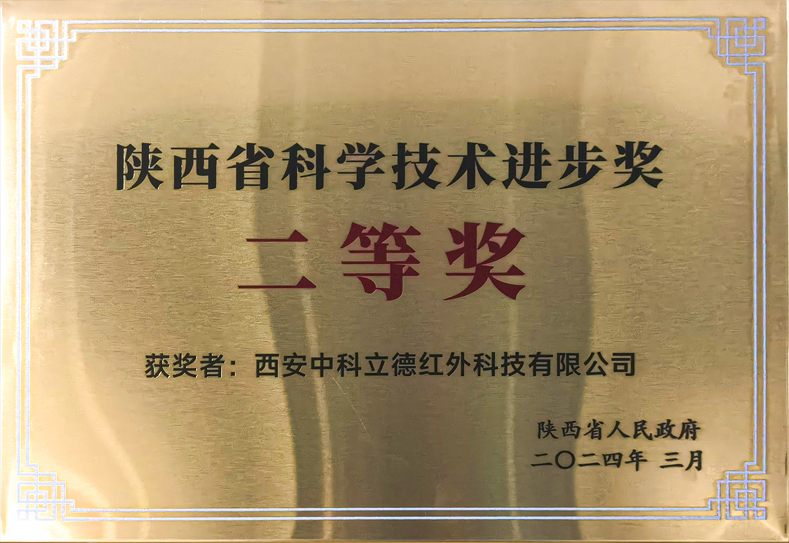 陕西省科学技术进步奖
二等奖
获奖者：西安中科立德红外科技有限公司
陕西省人民政府
二〇二四年 三月